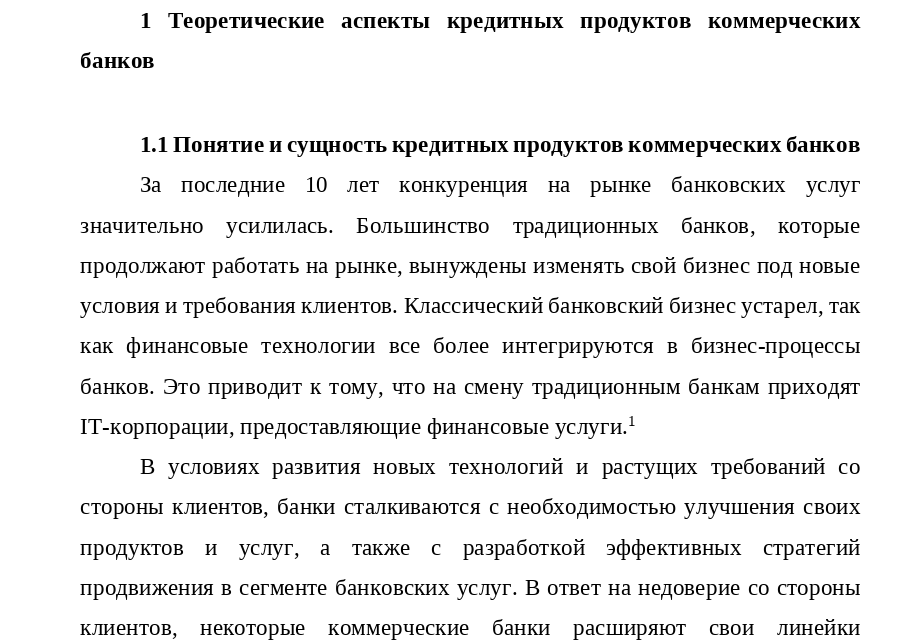 1 Теоретические аспекты кредитных продуктов коммерческих
банков
1.1 Понятие и сущность кредитных продуктов коммерческих банков
За последние 10 лет конкуренция на рынке банковских услуг
значительно усилилась. Большинство традиционных банков, которые
продолжают работать на рынке, вынуждены изменять свой бизнес под новые
условия и требования клиентов. Классический банковский бизнес устарел, так
как финансовые технологии все более интегрируются в бизнес-процессы
банков. Это приводит к тому, что на смену традиционным банкам приходят
IT-корпорации, предоставляющие финансовые услуги.¹
В условиях развития новых технологий и растущих требований со
стороны клиентов, банки сталкиваются с необходимостью улучшения своих
продуктов и услуг, а также с разработкой эффективных стратегий
продвижения в сегменте банковских услуг. В ответ на недоверие со стороны
клиентов, некоторые коммерческие банки расширяют свои линейки